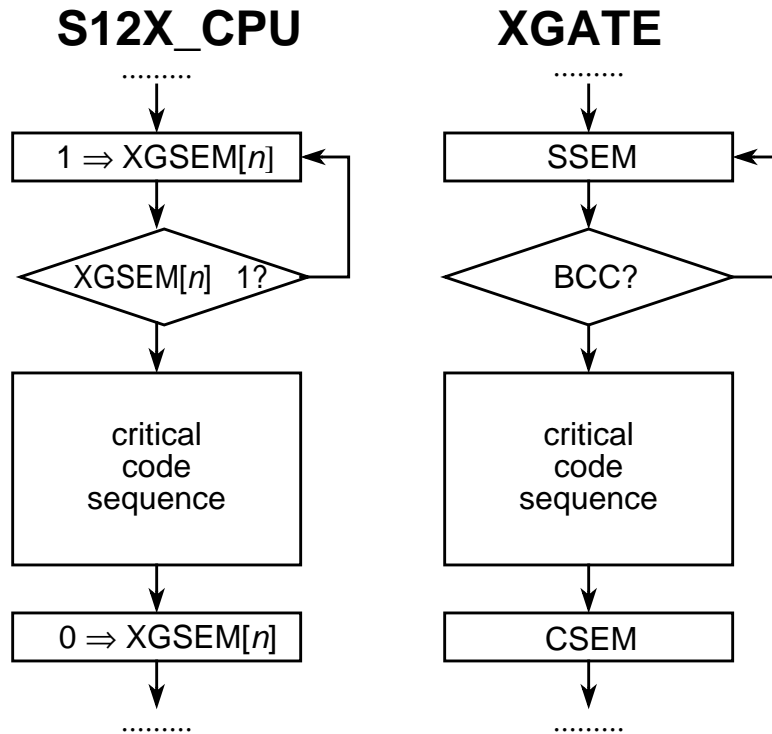 S12X_CPU
.........
1 ⇒ XGSEM[n]
XGSEM[n] 1?
critical
code
sequence
0 ⇒ XGSEM[n]
.........
XGATE
.........
SSEM
BCC?
critical
code
sequence
CSEM
.........